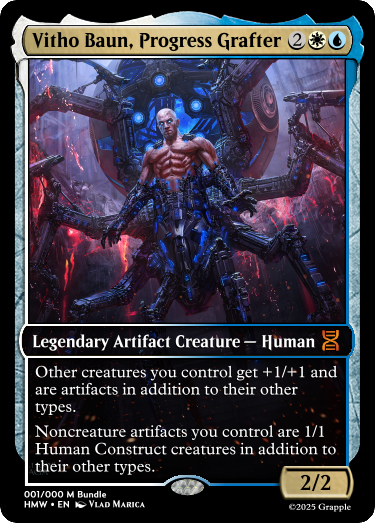 Vitho Baun, Progress Grafter 2
Legendary Artifact Creature — Human
Other creatures you control get +1/+1 and
are artifacts in addition to their other
types.
Noncreature artifacts you control are 1/1
Human Construct creatures in addition to
their other types.
2/2
001/000 M Bundle
HMW • EN Vlad Marica
©2025 Grapple